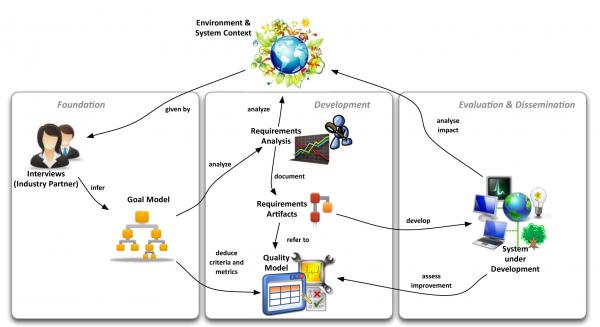 Environment &
System Context
Foundation
Development
Evaluation & Dissemination
given by
analyze
analyse
impact
Requirements
Analysis
Interviews
(Industry Partner)
analyze
document
infer
Goal Model
Requirements
Artifacts
develop
refer to
System
under
Development
deduce
criteria and
metrics
Quality
Model
assess
improvement